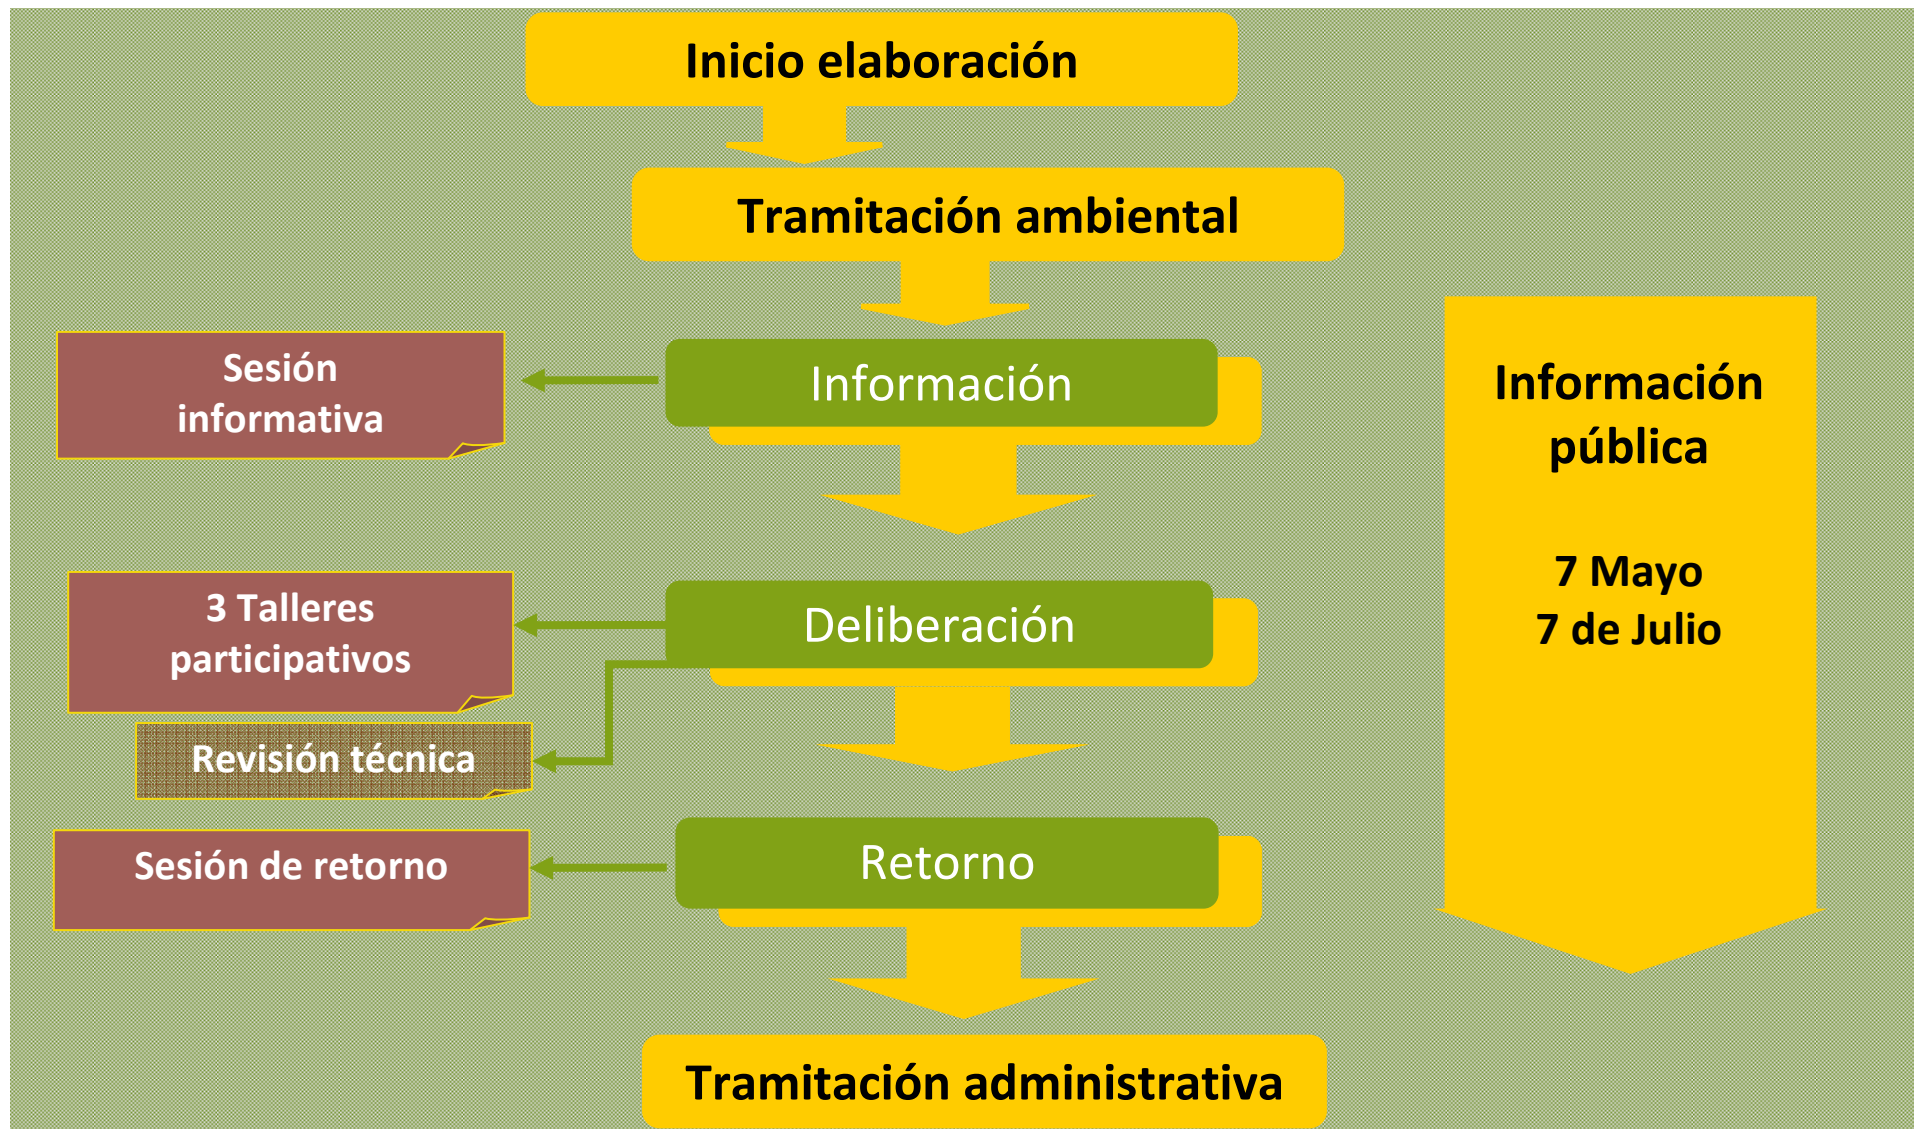 Inicio elaboración
Tramitación ambiental
Sesión
informativa
Información
Información
pública
7 Mayo
7 de Julio
3 Talleres
participativos
Deliberación
Revisión técnica
Sesión de retorno
Retorno
Tramitación administrativa